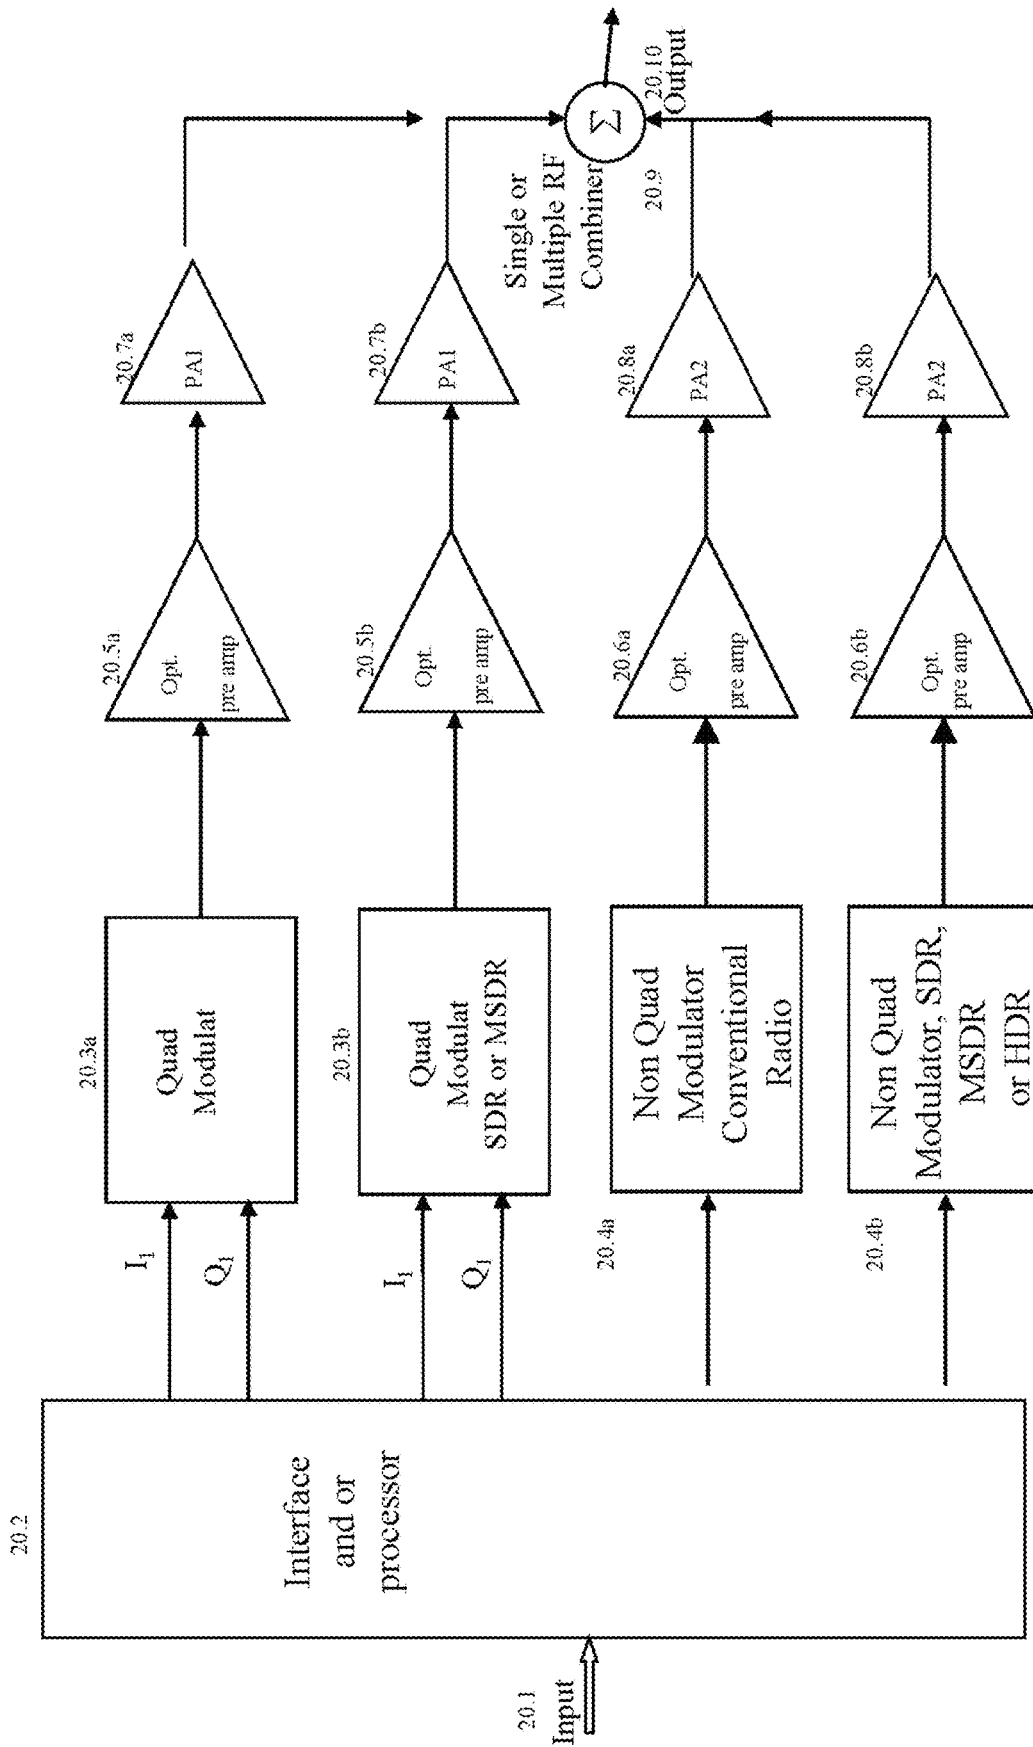 20.1
Input
20.2
Interface
and or
processor
I1
Q1
20.3a
Quad
Modulat
20.5a
Opt.
pre amp
20.7a
PA1
I1
Q1
20.3b
Quad
Modulat
SDR or MSDR
20.5b
Opt.
pre amp
20.7b
PA1
20.4a
Non Quad
Modulator
Conventional
Radio
20.6a
Opt.
pre amp
20.8a
PA2
20.4b
Non Quad
Modulator, SDR,
MSDR
or HDR
20.6b
Opt.
pre amp
20.8b
PA2
Single or
Multiple RF
Combiner
20.9
Σ
20.10
Output